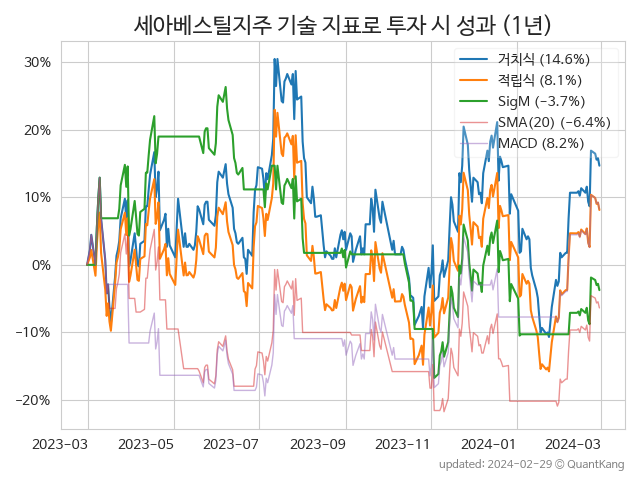 세아베스틸지주 기술 지표로 투자 시 성과 (1년)
거치식 (14.6%)
적립식 (8.1%)
SigM (−3.7%)
SMA(20) (−6.4%)
MACD (8.2%)
30%
20%
10%
0%
−10%
−20%
2023-03 2023-05 2023-07 2023-09 2023-11 2024-01 2024-03
updated: 2024-02-29 © QuantKang